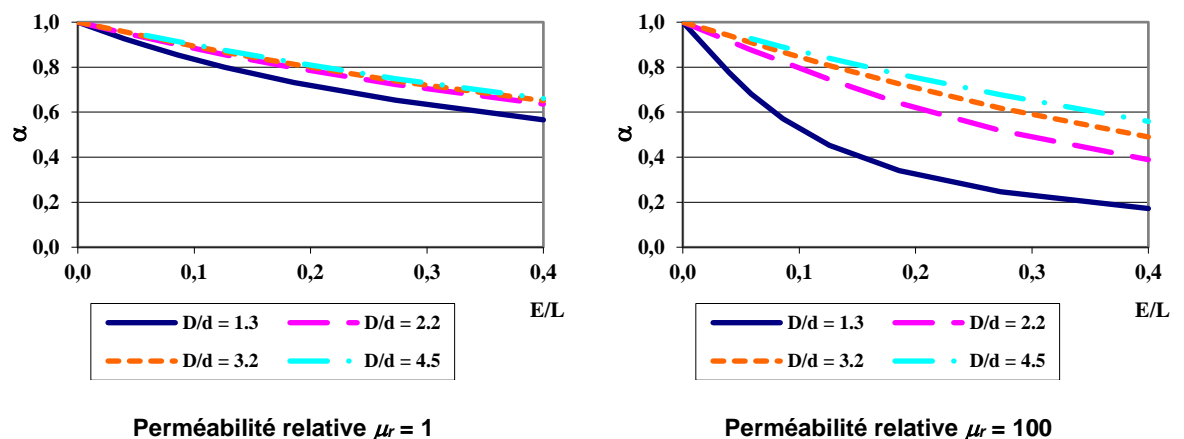 1,0
0,8
0,6
0,4
0,2
0,0
α
0,0 0,1 0,2 0,3 0,4
E/L
D/d = 1.3 D/d = 2.2
D/d = 3.2 D/d = 4.5
Perméabilité relative μr = 1
1,0
0,8
0,6
0,4
0,2
0,0
α
0,0 0,1 0,2 0,3 0,4
E/L
D/d = 1.3 D/d = 2.2
D/d = 3.2 D/d = 4.5
Perméabilité relative μr = 100